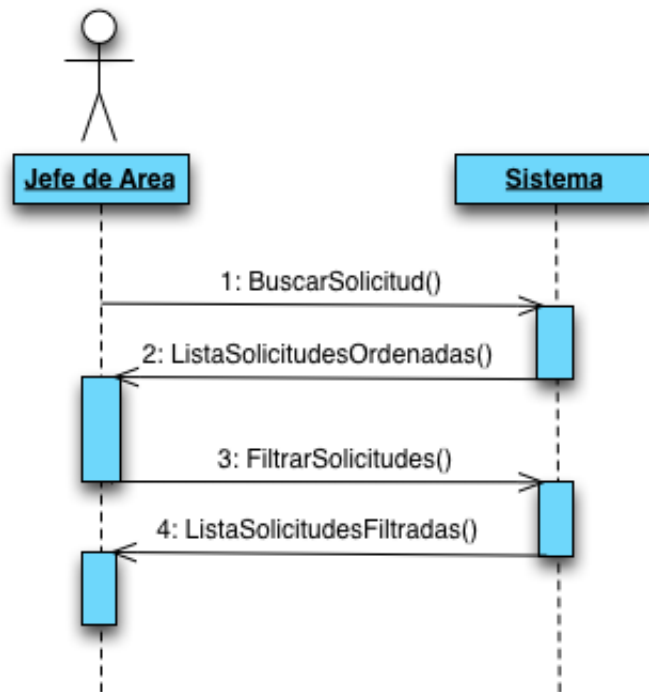 Jefe de Area
Sistema
1: BuscarSolicitud()
2: ListaSolicitudesOrdenadas()
3: FiltrarSolicitudes()
4: ListaSolicitudesFiltradas()